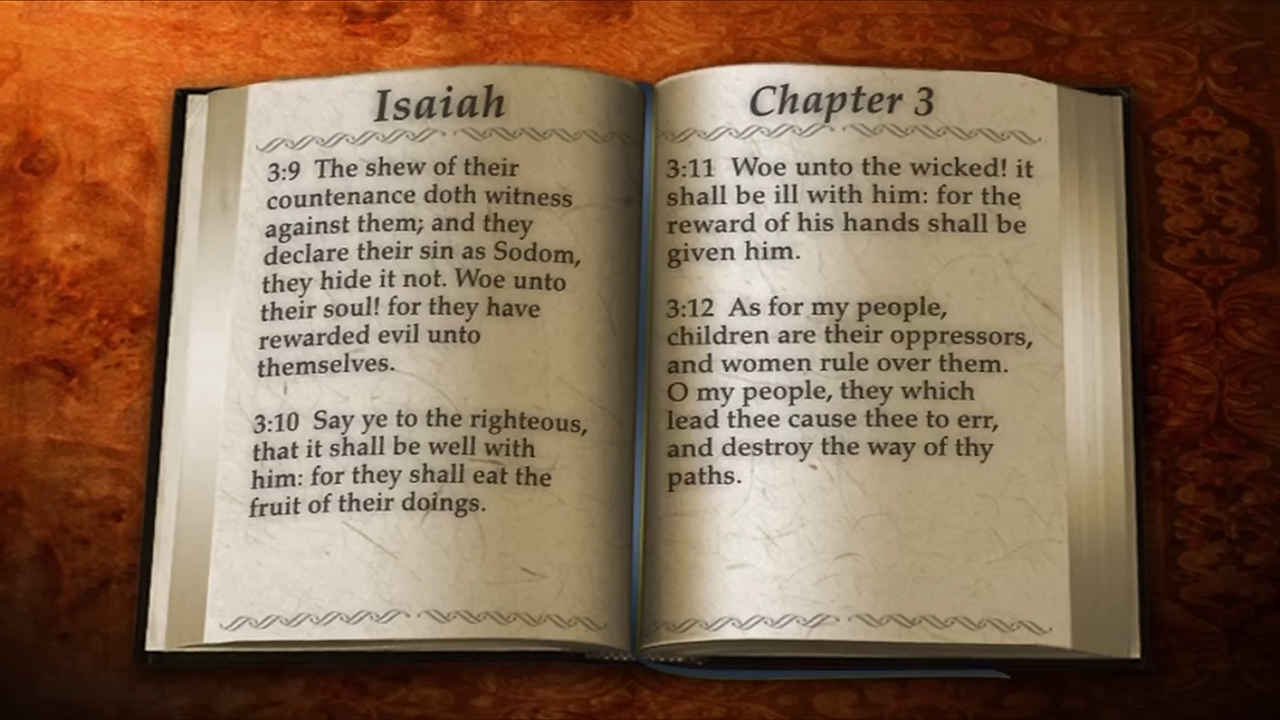 Isaiah
3:9 The shew of their
countenance doth witness
against them; and they
declare their sin as Sodom,
they hide it not. Woe unto
their soul! for they have
rewarded evil unto
themselves.
3:10 Say ye to the righteous,
that it shall be well with
him: for they shall eat the
fruit of their doings.
Chapter 3
3:11 Woe unto the wicked! it
shall be ill with him: for the
reward of his hands shall be
given him.
3:12 As for my people,
children are their oppressors,
and women rule over them.
O my people, they which
lead thee cause thee to err,
and destroy the way of thy
paths.